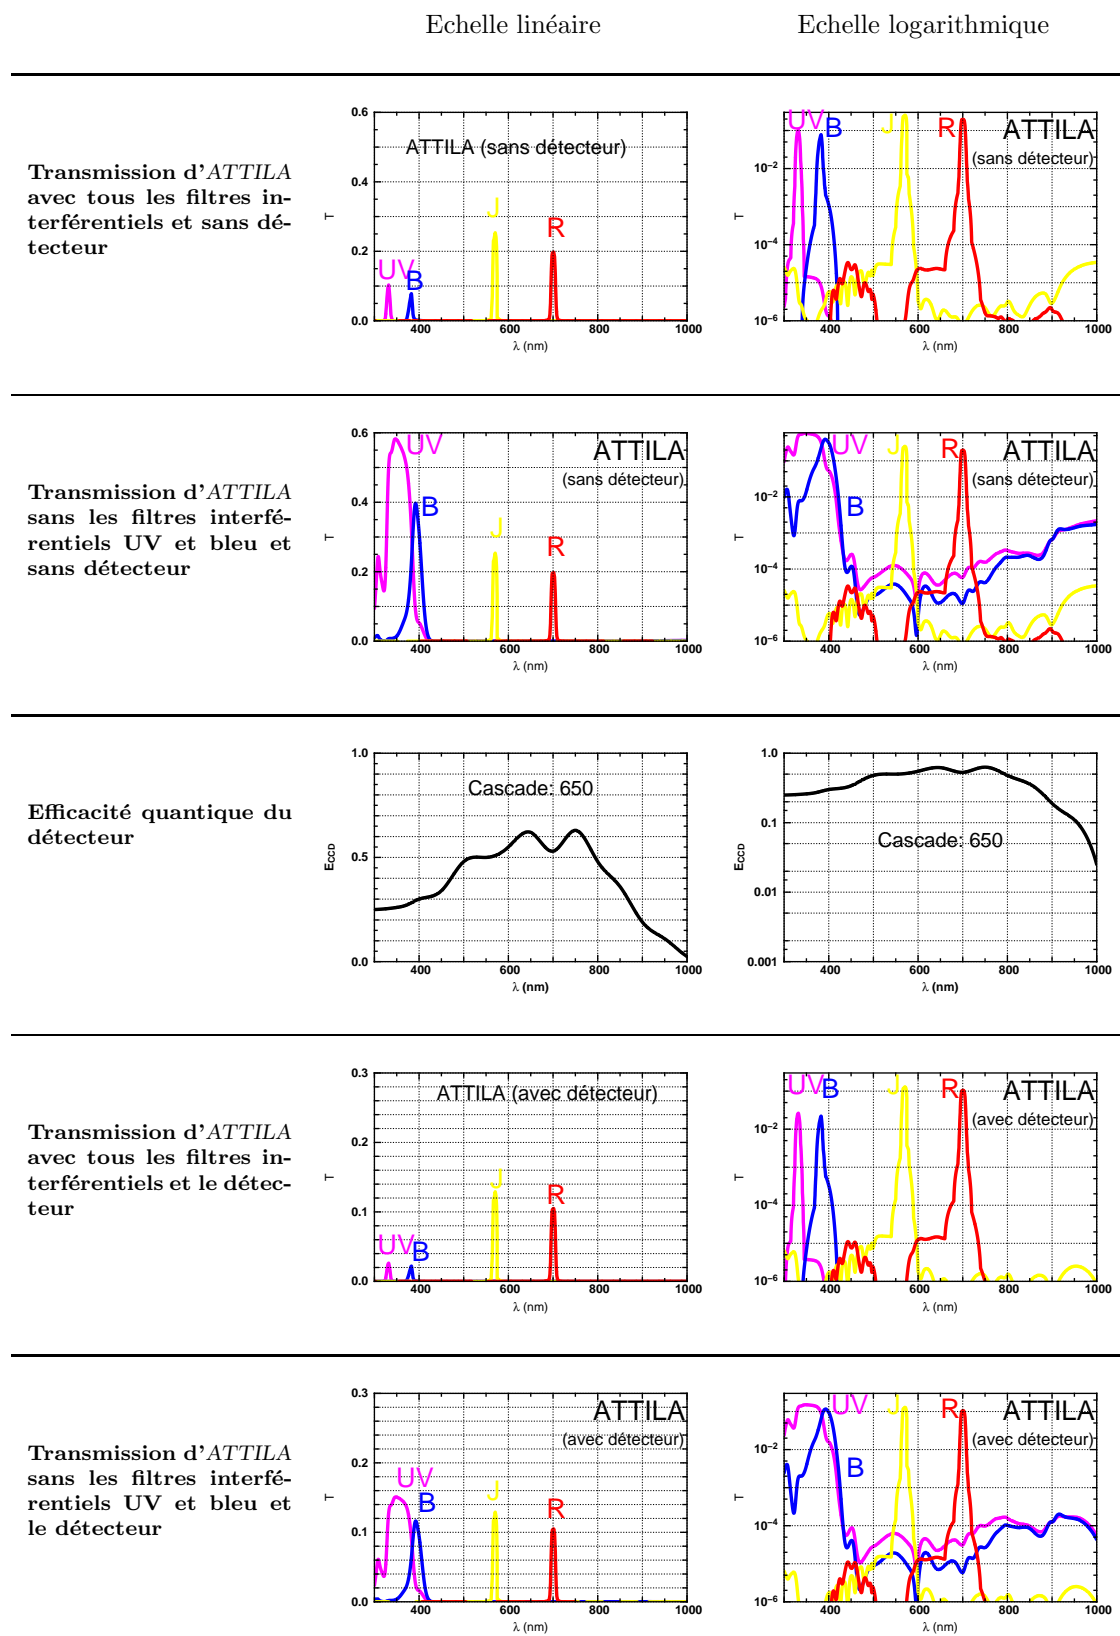 Echelle linéaire
Echelle logarithmique
Transmission d'ATTILA
avec tous les filtres in-
terférentiels et sans dé-
tecteur
0.6
0.4
0.2
0.0
T
ATTILA (sans détecteur)
UV
B
J
R
400
600
800
1000
λ (nm)
10⁻²
10⁻⁴
10⁻⁶
T
UV
B
J
R
ATTILA
(sans détecteur)
400
600
800
1000
λ (nm)
Transmission d'ATTILA
sans les filtres interfé-
rentiels UV et bleu et
sans détecteur
0.6
0.4
0.2
0.0
T
UV
B
J
R
ATTILA
(sans détecteur)
400
600
800
1000
λ (nm)
10⁻²
10⁻⁴
10⁻⁶
T
UV
B
J
R
ATTILA
(sans détecteur)
400
600
800
1000
λ (nm)
Efficacité quantique du
détecteur
1.0
0.5
0.0
ECCD
Cascade: 650
400
600
800
1000
λ (nm)
1.0
0.1
0.01
0.001
ECCD
Cascade: 650
400
600
800
1000
λ (nm)
Transmission d'ATTILA
avec tous les filtres in-
terférentiels et le détec-
teur
0.3
0.2
0.1
0.0
T
ATTILA (avec détecteur)
UV
B
J
R
400
600
800
1000
λ (nm)
10⁻²
10⁻⁴
10⁻⁶
T
UV
B
J
R
ATTILA
(avec détecteur)
400
600
800
1000
λ (nm)
Transmission d'ATTILA
sans les filtres interfé-
rentiels UV et bleu et
le détecteur
0.3
0.2
0.1
0.0
T
UV
B
J
R
ATTILA
(avec détecteur)
400
600
800
1000
λ (nm)
10⁻²
10⁻⁴
10⁻⁶
T
UV
B
J
R
ATTILA
(avec détecteur)
400
600
800
1000
λ (nm)